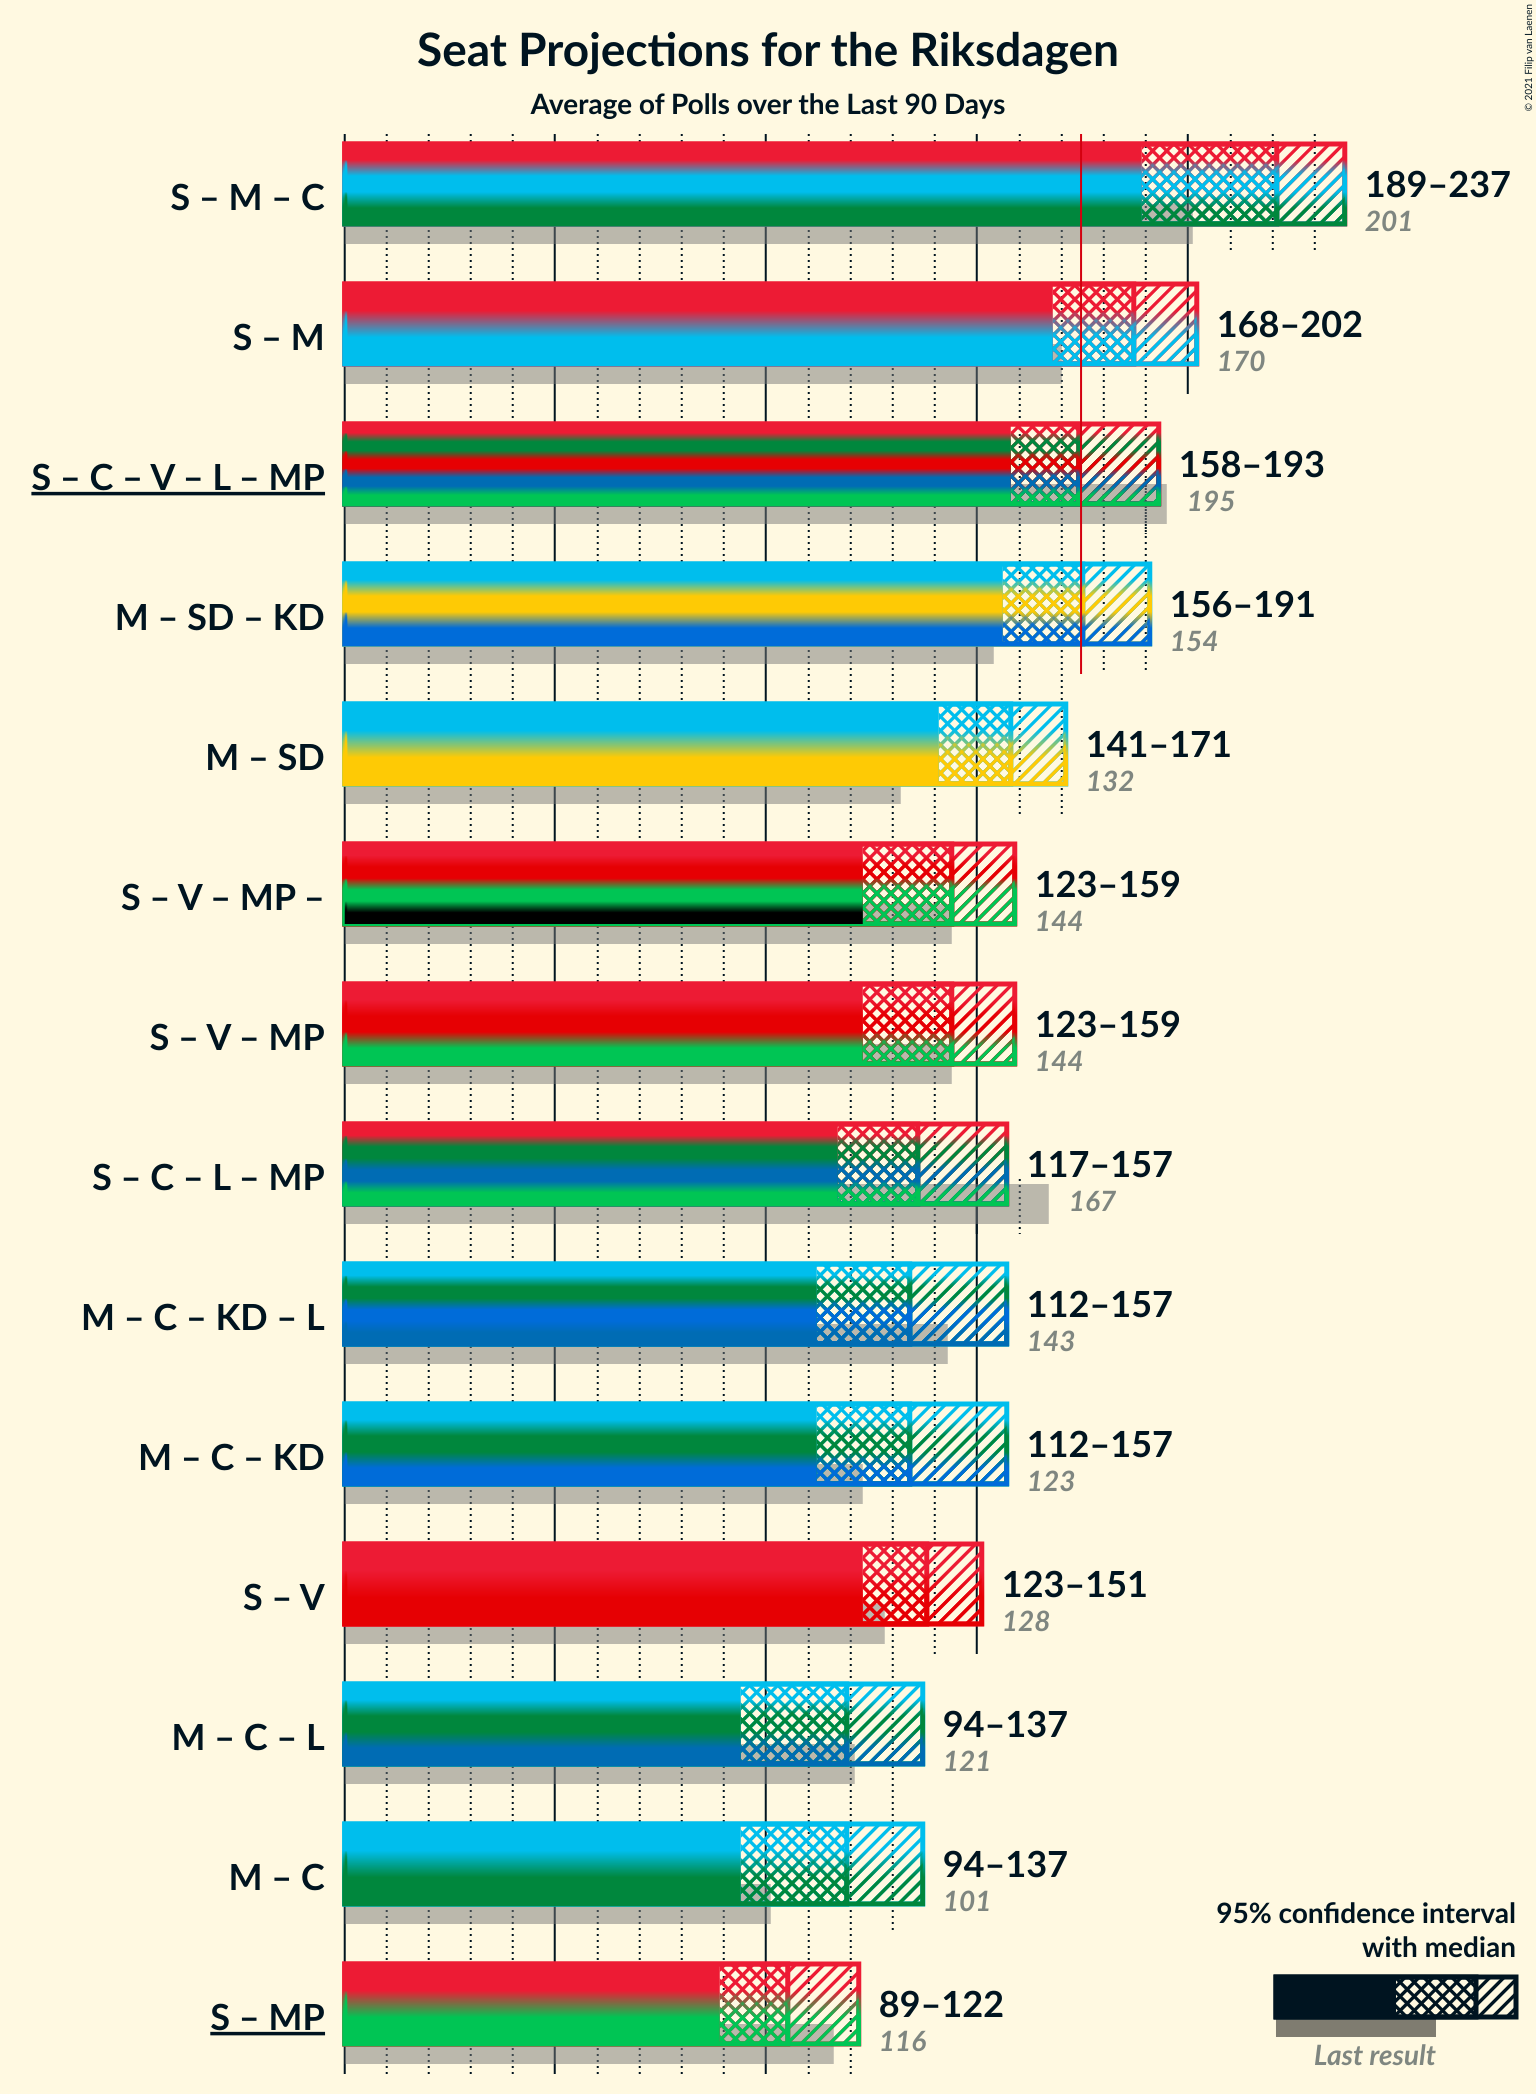 Seat Projections for the Riksdagen
Average of Polls over the Last 90 Days
© 2021 Filip van Laenen
S – M – C
189–237
201
S – M
168–202
170
S – C – V – L – MP
158–193
195
M – SD – KD
156–191
154
M – SD
141–171
132
S – V – MP –
123–159
144
S – V – MP
123–159
144
S – C – L – MP
117–157
167
M – C – KD – L
112–157
143
M – C – KD
112–157
123
S – V
123–151
128
M – C – L
94–137
121
M – C
94–137
101
S – MP
89–122
116
95% confidence interval
with median
Last result